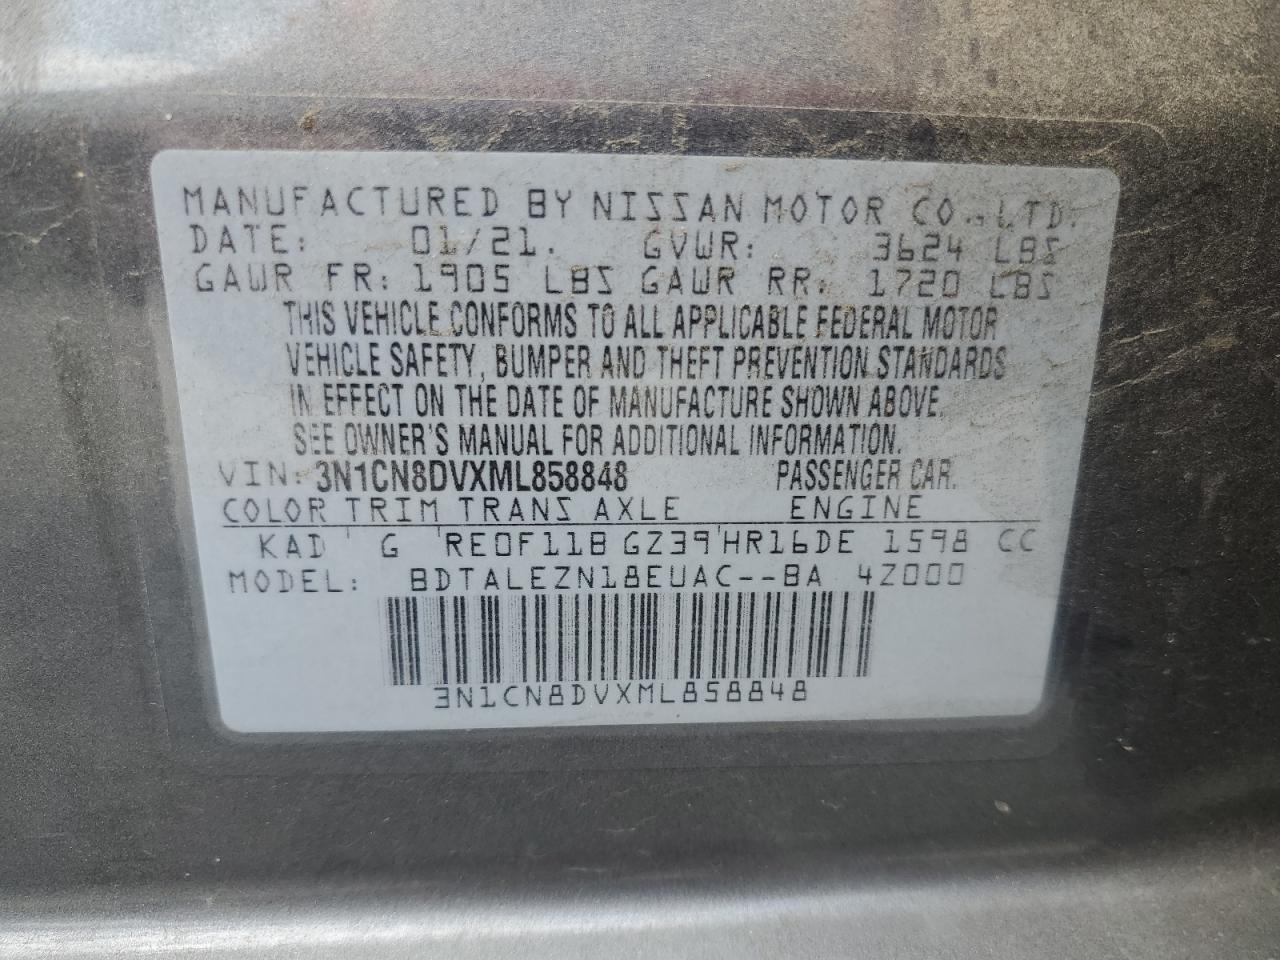 MANUFACTURED BY NISSAN MOTOR CO., LTD.
DATE: 01/21. GVWR: 3624 LBS
GAWR FR: 1905 LBS GAWR RR: 1720 LBS
THIS VEHICLE CONFORMS TO ALL APPLICABLE FEDERAL MOTOR
VEHICLE SAFETY, BUMPER AND THEFT PREVENTION STANDARDS
IN EFFECT ON THE DATE OF MANUFACTURE SHOWN ABOVE.
SEE OWNER'S MANUAL FOR ADDITIONAL INFORMATION.
VIN: 3N1CN8DVXML858848 PASSENGER CAR.
COLOR TRIM TRANS AXLE ENGINE
KAD G RE0F11B GZ39 HR16DE 1598 CC
MODEL: BDTALEZN18EUAC--BA 4Z000
3N1CN8DVXML858848